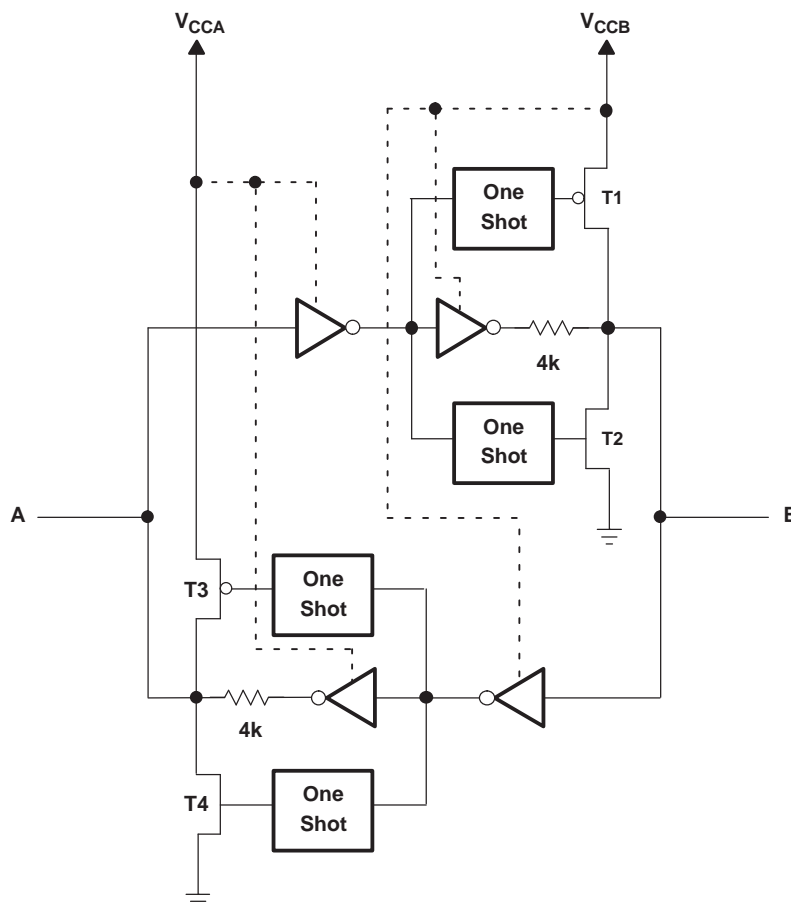 VCCA
VCCB
One
Shot
T1
4k
One
Shot
T2
A
B
T3
One
Shot
4k
T4
One
Shot